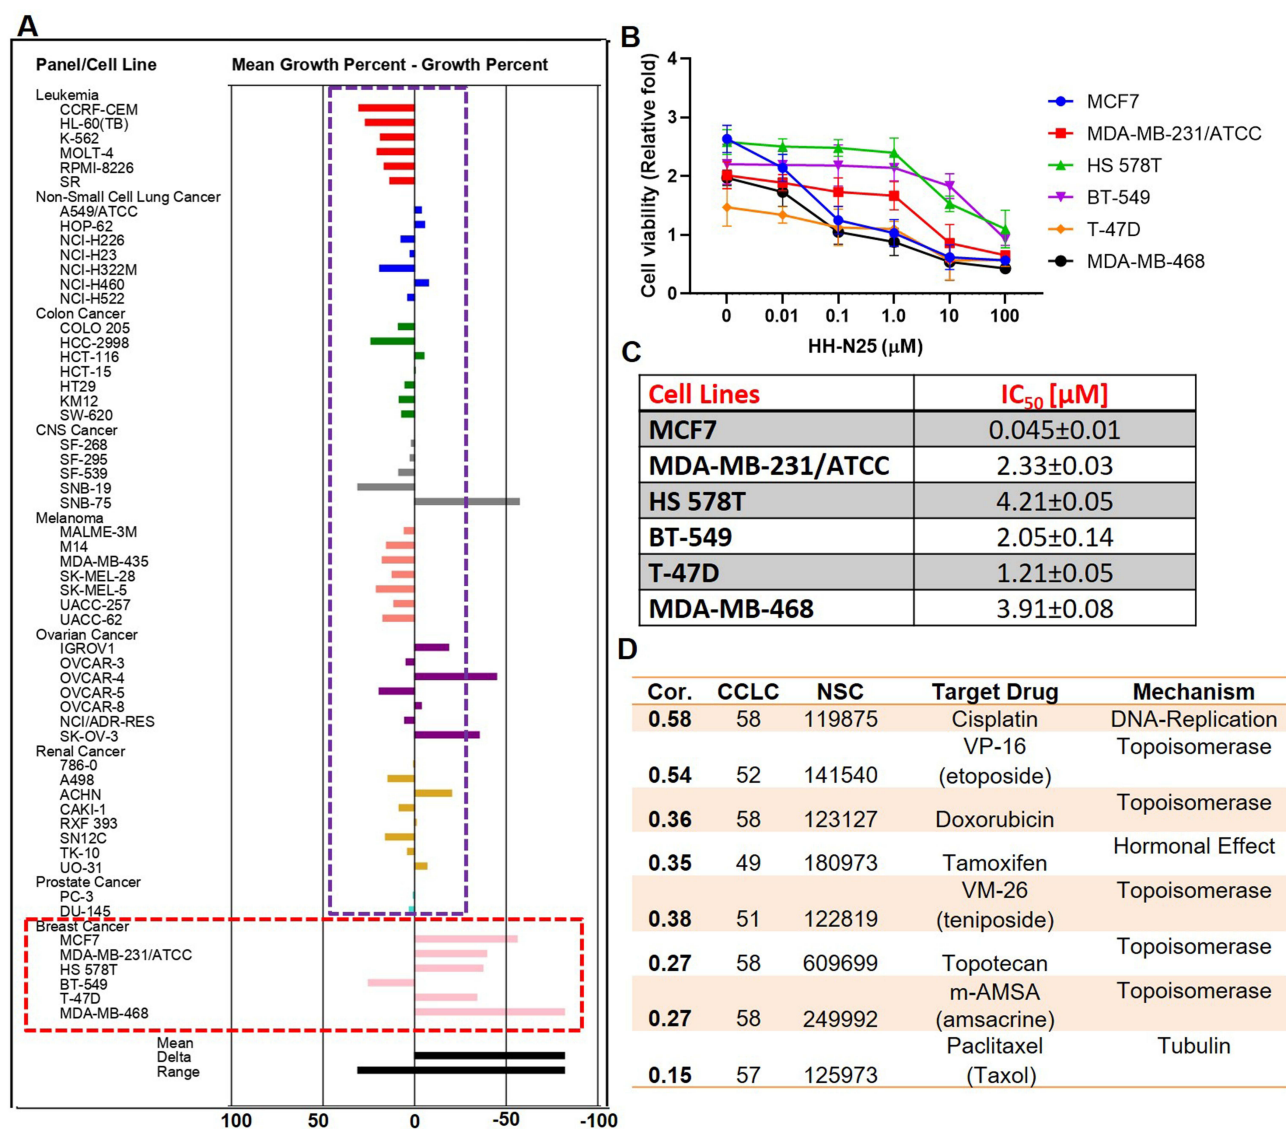 A
Panel/Cell Line Mean Growth Percent - Growth Percent
Leukemia
CCRF-CEM
HL-60(TB)
K-562
MOLT-4
RPMI-8226
SR
Non-Small Cell Lung Cancer
A549/ATCC
HOP-62
NCI-H226
NCI-H23
NCI-H322M
NCI-H460
NCI-H522
Colon Cancer
COLO 205
HCC-2998
HCT-116
HCT-15
HT29
KM12
SW-620
CNS Cancer
SF-268
SF-295
SF-539
SNB-19
SNB-75
Melanoma
MALME-3M
M14
MDA-MB-435
SK-MEL-28
SK-MEL-5
UACC-257
UACC-62
Ovarian Cancer
IGROV1
OVCAR-3
OVCAR-4
OVCAR-5
OVCAR-8
NCI/ADR-RES
SK-OV-3
Renal Cancer
786-0
A498
ACHN
CAKI-1
RXF 393
SN12C
TK-10
UO-31
Prostate Cancer
PC-3
DU-145
Breast Cancer
MCF7
MDA-MB-231/ATCC
HS 578T
BT-549
T-47D
MDA-MB-468
Mean
Delta
Range
100 50 0 -50 -100
B
Cell viability (Relative fold)
4
3
2
1
0
0 0.01 0.1 1.0 10 100
HH-N25 (µM)
MCF7
MDA-MB-231/ATCC
HS 578T
BT-549
T-47D
MDA-MB-468
C
Cell Lines IC50 [µM]
MCF7 0.045±0.01
MDA-MB-231/ATCC 2.33±0.03
HS 578T 4.21±0.05
BT-549 2.05±0.14
T-47D 1.21±0.05
MDA-MB-468 3.91±0.08
D
Cor. CCLC NSC Target Drug Mechanism
0.58 58 119875 Cisplatin DNA-Replication
VP-16 Topoisomerase
0.54 52 141540 (etoposide)
Topoisomerase
0.36 58 123127 Doxorubicin
Hormonal Effect
0.35 49 180973 Tamoxifen
VM-26 Topoisomerase
0.38 51 122819 (teniposide)
Topoisomerase
0.27 58 609699 Topotecan
m-AMSA Topoisomerase
0.27 58 249992 (amsacrine)
Paclitaxel Tubulin
0.15 57 125973 (Taxol)